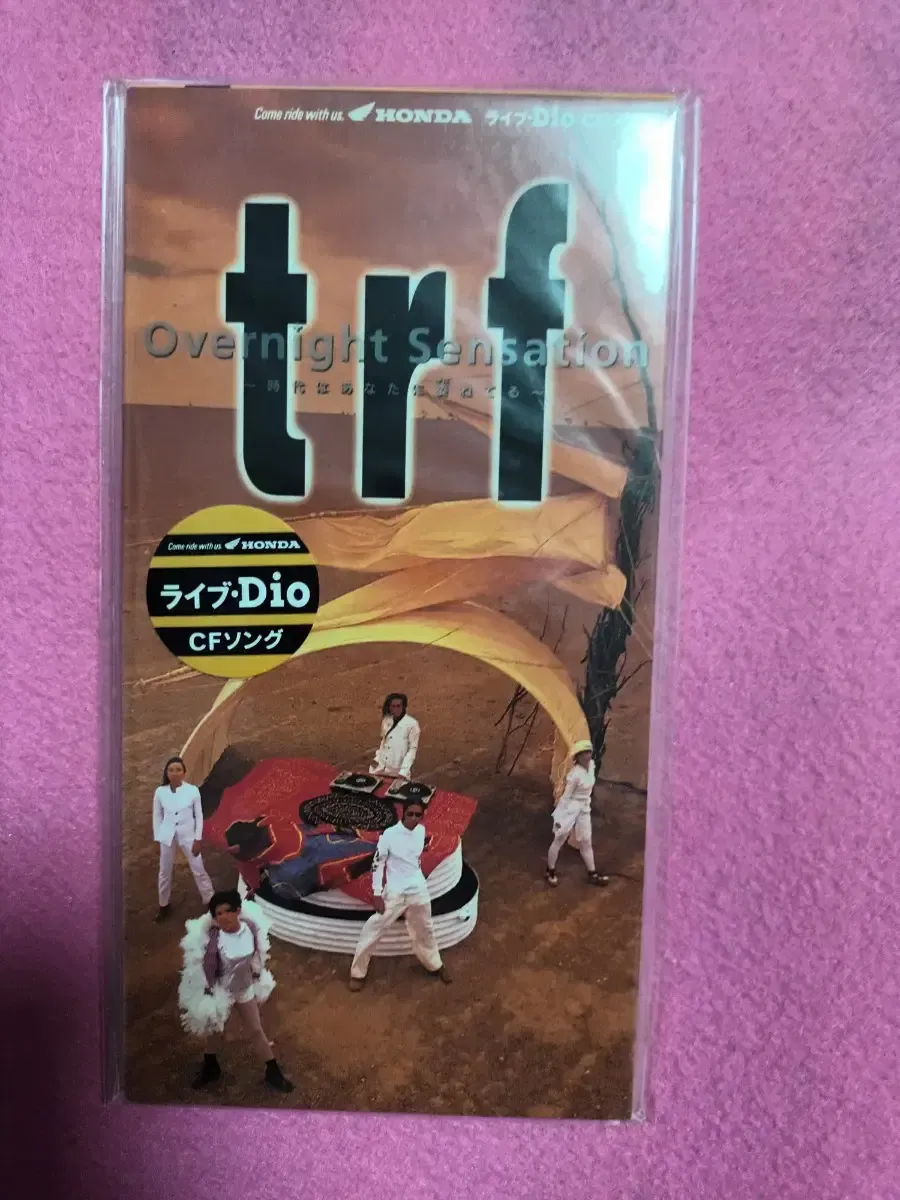 Come ride with us. HONDA ライブ・Dio
trf
Overnight Sensation
～時代はあなたに委ねてる～
Come ride with us. HONDA
ライブ・Dio
CFソング